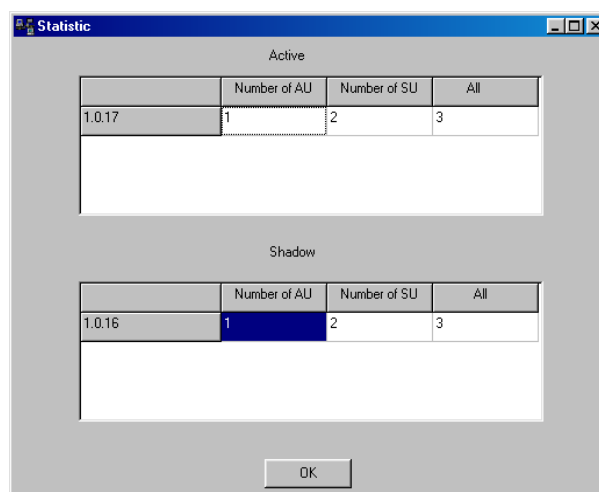 Statistic
Active
Number of AU Number of SU All
1.0.17 1 2 3
Shadow
Number of AU Number of SU All
1.0.16 1 2 3
OK